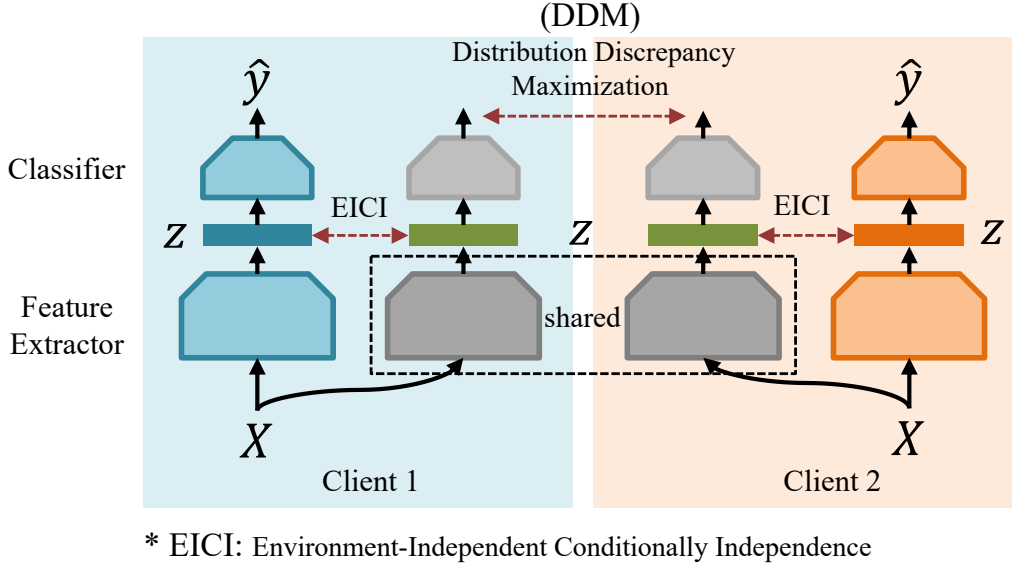 (DDM)
Distribution Discrepancy
Maximization
ŷ
ŷ
Classifier
EICI
EICI
z
z
z
Feature
Extractor
shared
X
X
Client 1
Client 2
* EICI: Environment-Independent Conditionally Independence